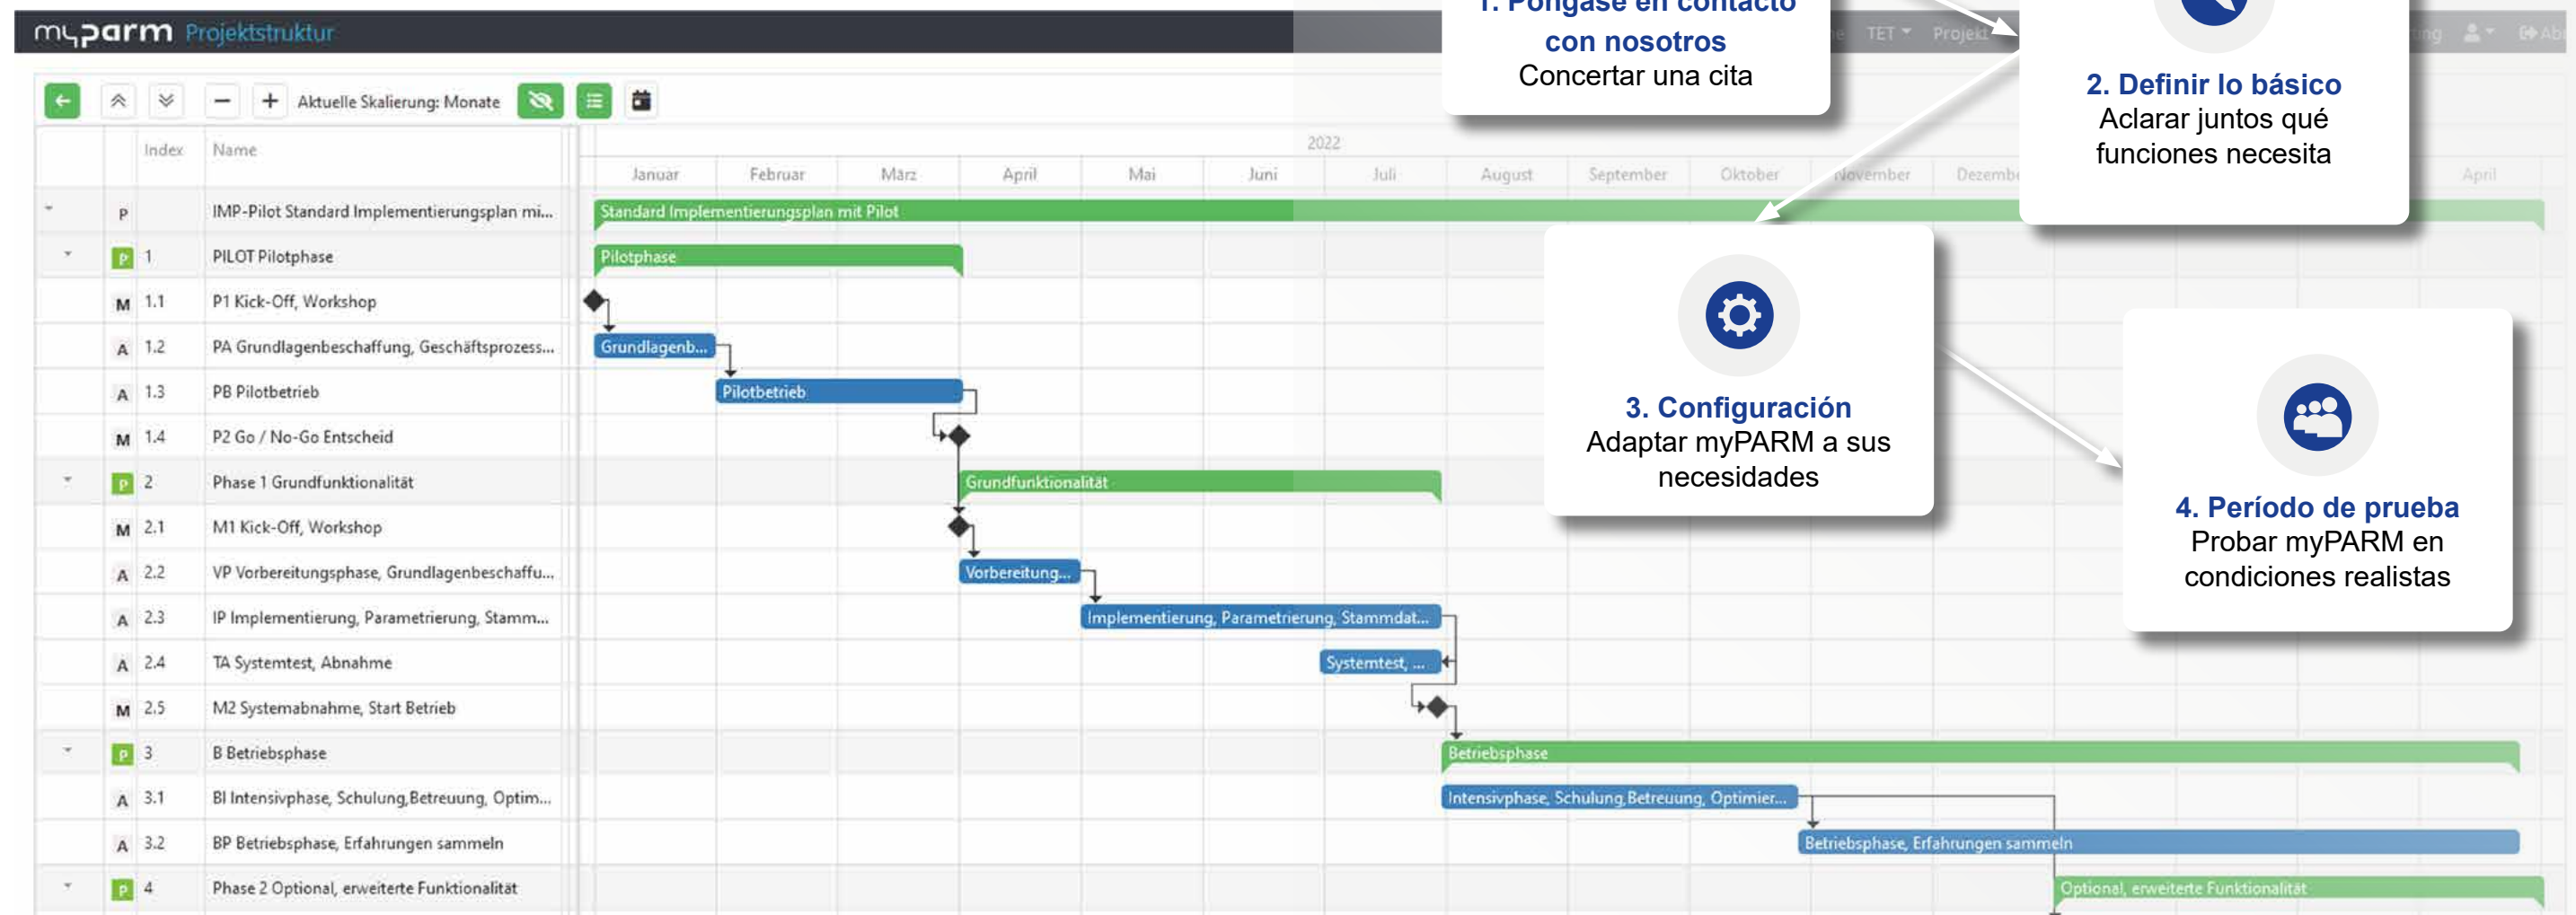 myparm Projektstruktur
TET
Projekt
1. Póngase en contacto
con nosotros
Concertar una cita
2. Definir lo básico
Aclarar juntos qué
funciones necesita
Aktuelle Skalierung: Monate
Index Name
2022
Januar Februar März April Mai Juni Juli August September Oktober November Dezembe April
P IMP-Pilot Standard Implementierungsplan mi... Standard Implementierungsplan mit Pilot
P 1 PILOT Pilotphase Pilotphase
M 1.1 P1 Kick-Off, Workshop
A 1.2 PA Grundlagenbeschaffung, Geschäftsprozess... Grundlagenb...
A 1.3 PB Pilotbetrieb Pilotbetrieb
M 1.4 P2 Go / No-Go Entscheid
P 2 Phase 1 Grundfunktionalität Grundfunktionalität
M 2.1 M1 Kick-Off, Workshop
A 2.2 VP Vorbereitungsphase, Grundlagenbeschaffu... Vorbereitung...
A 2.3 IP Implementierung, Parametrierung, Stamm... Implementierung, Parametrierung, Stammdat...
A 2.4 TA Systemtest, Abnahme Systemtest, ...
M 2.5 M2 Systemabnahme, Start Betrieb
P 3 B Betriebsphase Betriebsphase
A 3.1 BI Intensivphase, Schulung,Betreuung, Optim... Intensivphase, Schulung,Betreuung, Optimier...
A 3.2 BP Betriebsphase, Erfahrungen sammeln Betriebsphase, Erfahrungen sammeln
P 4 Phase 2 Optional, erweiterte Funktionalität Optional, erweiterte Funktionalität
3. Configuración
Adaptar myPARM a sus
necesidades
4. Período de prueba
Probar myPARM en
condiciones realistas